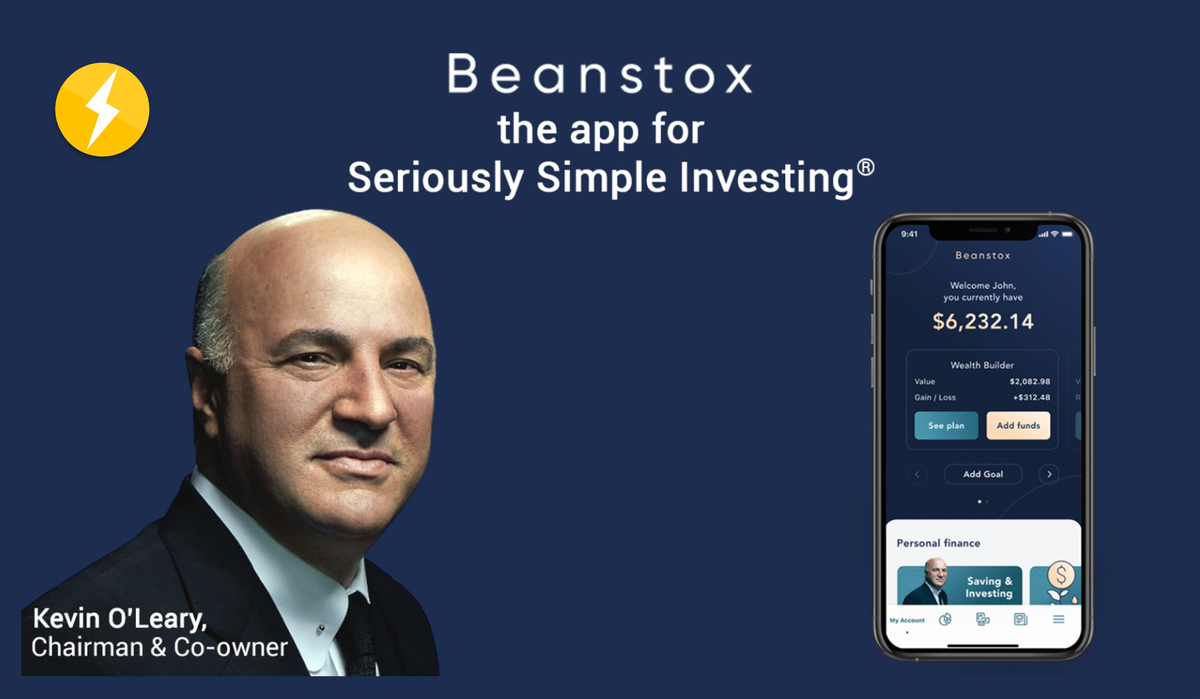 Beanstox
the app for
Seriously Simple Investing®
Kevin O'Leary,
Chairman & Co-owner
9:41
Beanstox
Welcome John,
you currently have
$6,232.14
Wealth Builder
Value $2,082.98
Gain / Loss +$312.48
See plan Add funds
Add Goal
Personal finance
Saving &
Investing
$
My Account